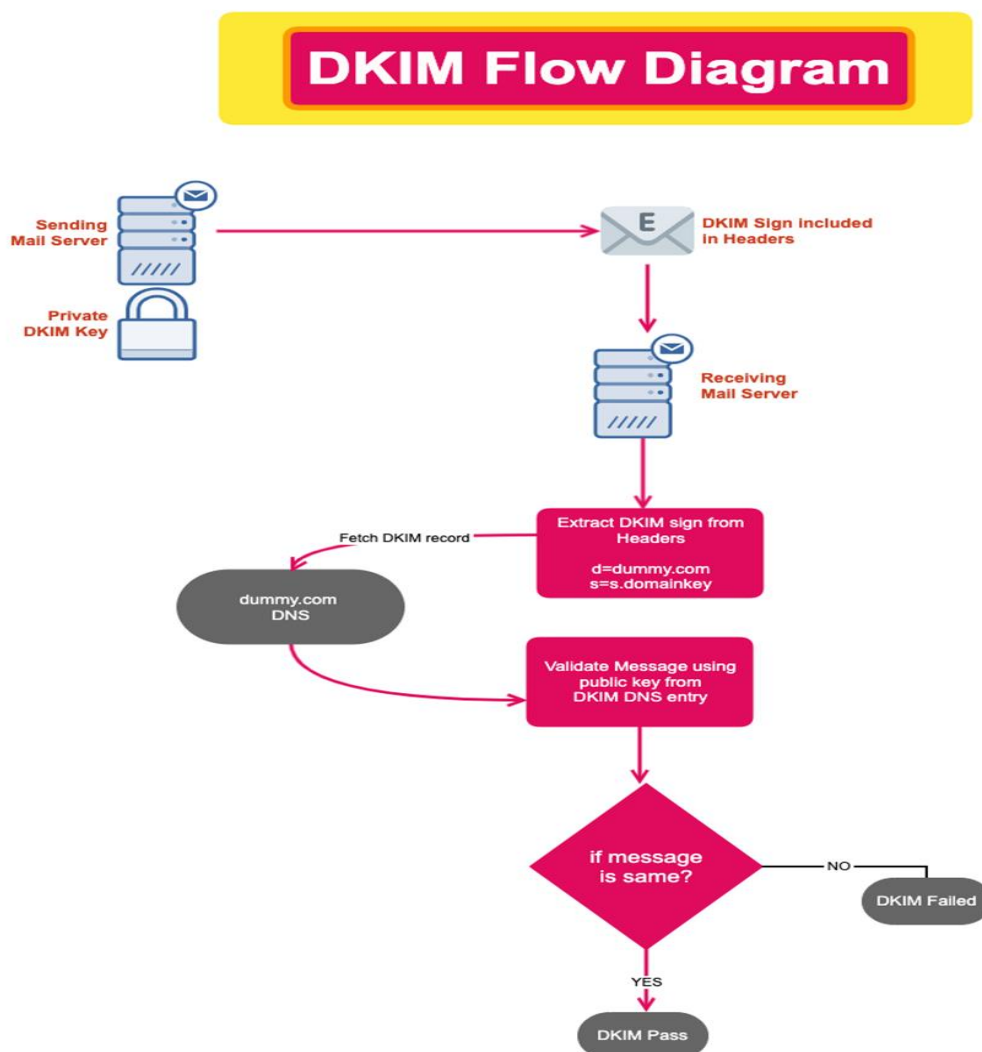 DKIM Flow Diagram
Sending
Mail Server
E
DKIM Sign included
in Headers
Private
DKIM Key
Receiving
Mail Server
Extract DKIM sign from
Headers
d=dummy.com
s=s.domainkey
Fetch DKIM record
dummy.com
DNS
Validate Message using
public key from
DKIM DNS entry
if message
is same?
NO
DKIM Failed
YES
DKIM Pass